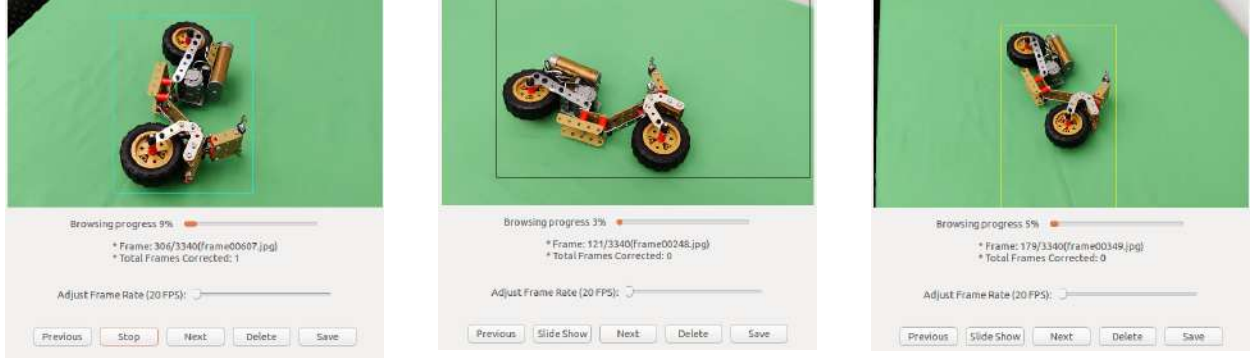 Browsing progress 9%
* Frame: 306/3340(frame00607.jpg)
* Total Frames Corrected: 1
Adjust Frame Rate (20 FPS):
Previous Stop Next Delete Save
Browsing progress 3%
* Frame: 121/3340(frame00248.jpg)
* Total Frames Corrected: 0
Adjust Frame Rate (20 FPS):
Previous Slide Show Next Delete Save
Browsing progress 5%
* Frame: 179/3340(frame00349.jpg)
* Total Frames Corrected: 0
Adjust Frame Rate (20 FPS):
Previous Slide Show Next Delete Save